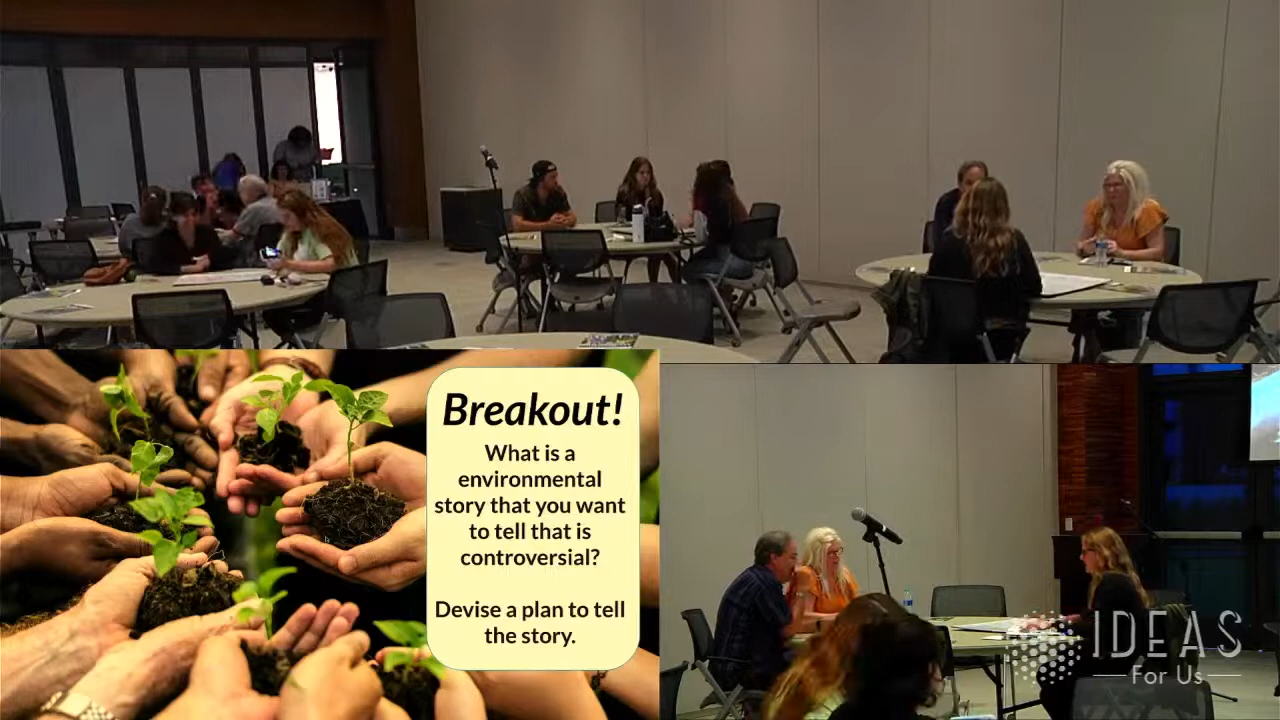 Breakout!
What is a
environmental
story that you want
to tell that is
controversial?
Devise a plan to tell
the story.
IDEAS
For Us